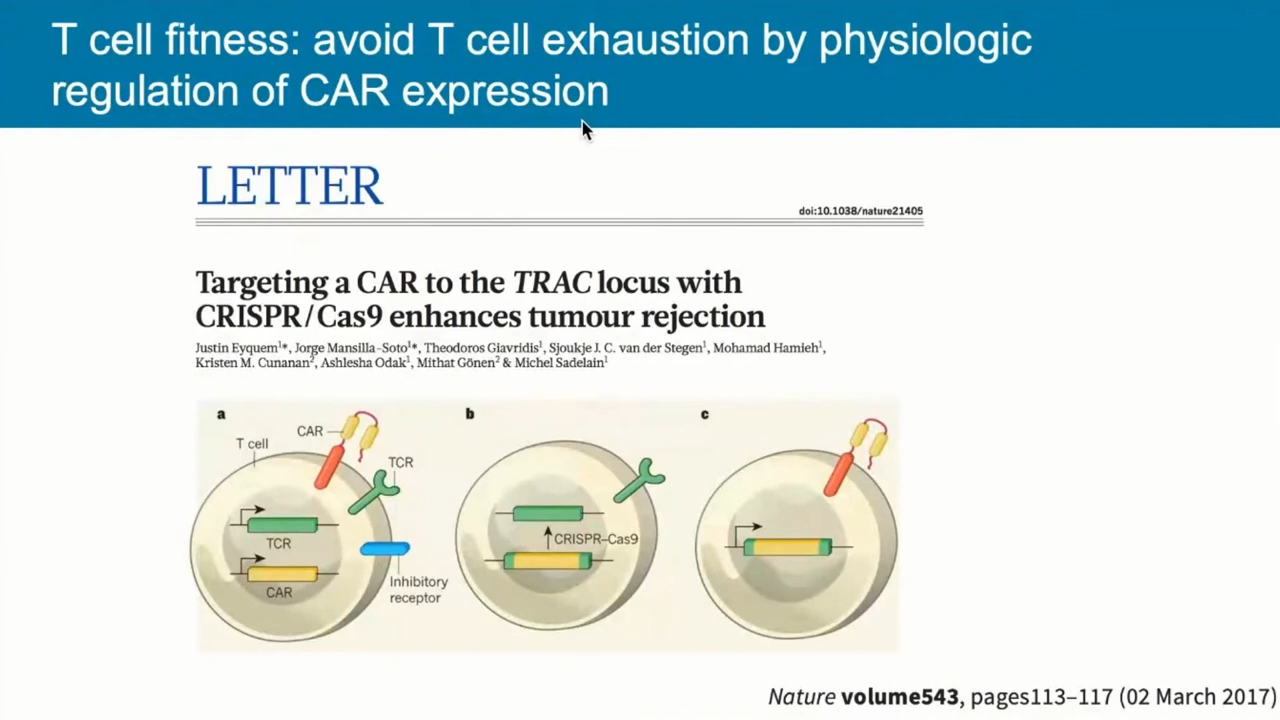 T cell fitness: avoid T cell exhaustion by physiologic
regulation of CAR expression
LETTER
doi:10.1038/nature21405
Targeting a CAR to the TRAC locus with
CRISPR/Cas9 enhances tumour rejection
Justin Eyquem¹*, Jorge Mansilla-Soto¹*, Theodoros Giavridis¹, Sjoukje J. C. van der Stegen¹, Mohamad Hamieh¹,
Kristen M. Cunanan², Ashlesha Odak¹, Mithat Gönen² & Michel Sadelain¹
a
T cell
CAR
TCR
TCR
CAR
Inhibitory
receptor
b
CRISPR–Cas9
c
Nature volume543, pages113–117 (02 March 2017)